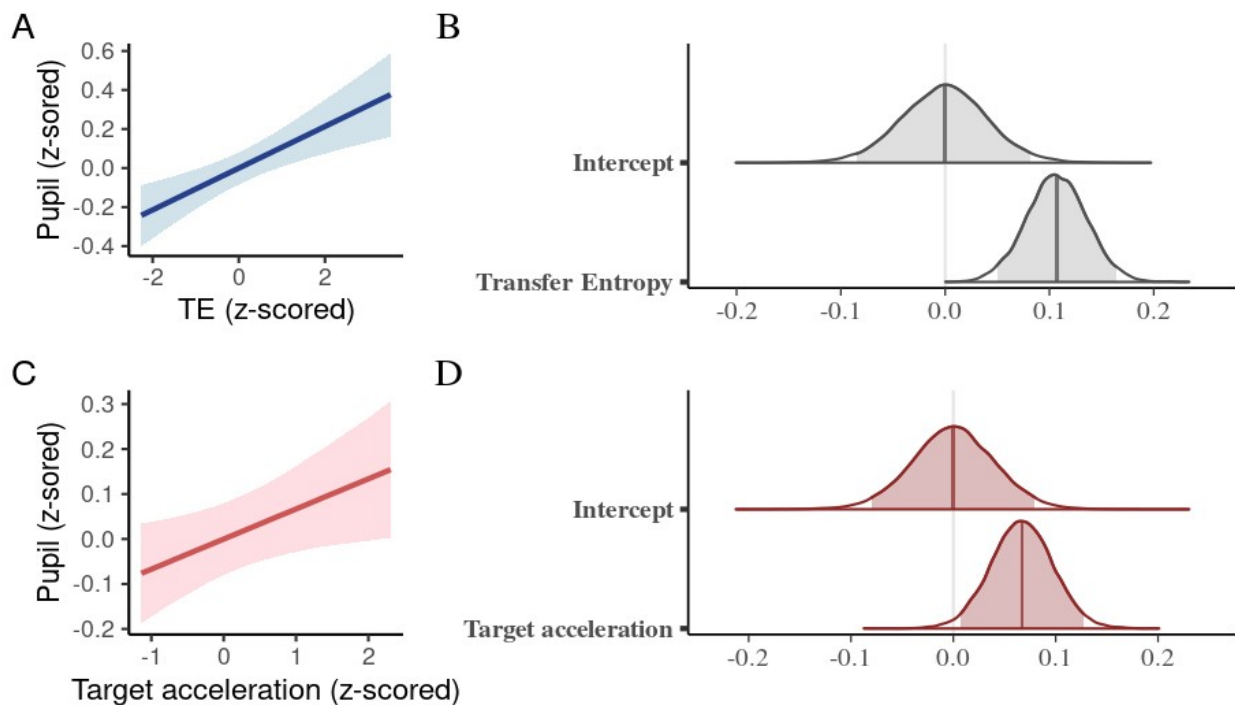 A
Pupil (z-sored)
0.6
0.4
0.2
0.0
-0.2
-0.4
-2 0 2
TE (z-scored)
B
Intercept
Transfer Entropy
-0.2 -0.1 0.0 0.1 0.2
C
Pupil (z-sored)
0.3
0.2
0.1
0.0
-0.1
-0.2
-1 0 1 2
Target acceleration (z-scored)
D
Intercept
Target acceleration
-0.2 -0.1 0.0 0.1 0.2